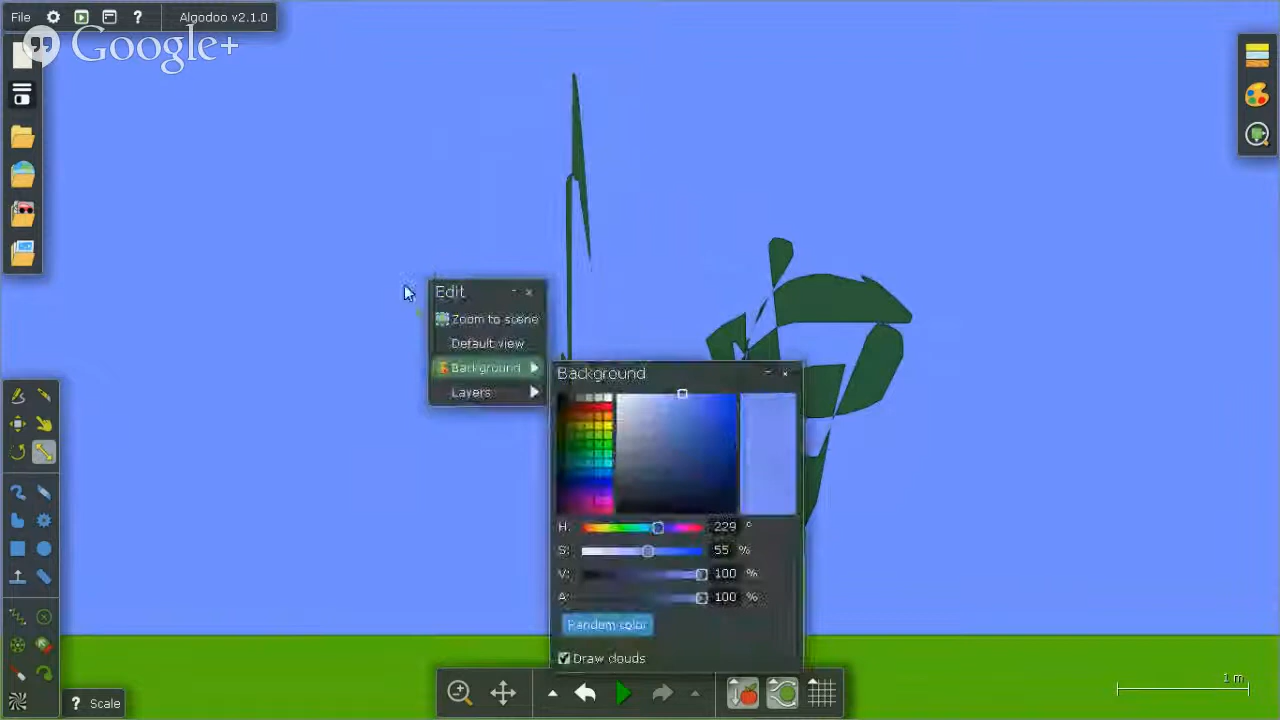 File ? Algodoo v2.1.0
Google+
Edit
Zoom to scene
Default view
Background
Layers
Background
H: 229 °
S: 55 %
V: 100 %
A: 100 %
Random color
Draw clouds
? Scale
1 m